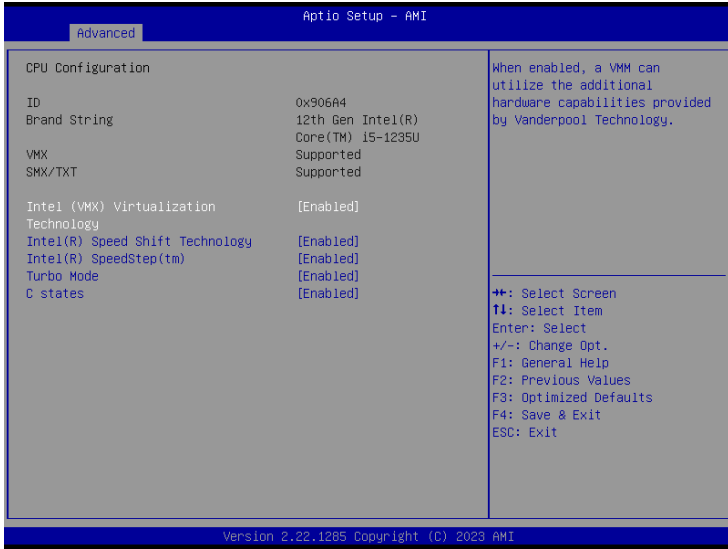 Aptio Setup – AMI
Advanced
CPU Configuration
ID 0x906A4
Brand String 12th Gen Intel(R)
Core(TM) i5-1235U
VMX Supported
SMX/TXT Supported
Intel (VMX) Virtualization [Enabled]
Technology
Intel(R) Speed Shift Technology [Enabled]
Intel(R) SpeedStep(tm) [Enabled]
Turbo Mode [Enabled]
C states [Enabled]
When enabled, a VMM can
utilize the additional
hardware capabilities provided
by Vanderpool Technology.
→←: Select Screen
↑↓: Select Item
Enter: Select
+/-: Change Opt.
F1: General Help
F2: Previous Values
F3: Optimized Defaults
F4: Save & Exit
ESC: Exit
Version 2.22.1285 Copyright (C) 2023 AMI